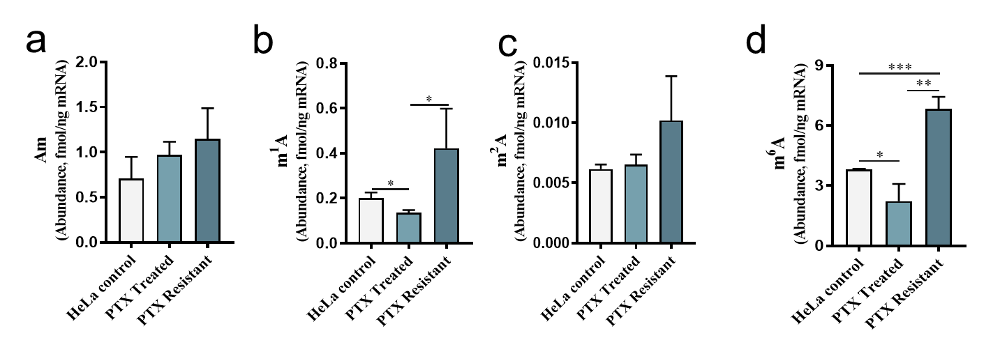 a
Am
(Abundance, fmol/ng mRNA)
2.0
1.5
1.0
0.5
0.0
HeLa control
PTX Treated
PTX Resistant
b
m¹A
(Abundance, fmol/ng mRNA)
0.8
0.6
0.4
0.2
0.0
*
*
HeLa control
PTX Treated
PTX Resistant
c
m²A
(Abundance, fmol/ng mRNA)
0.015
0.010
0.005
0.000
HeLa control
PTX Treated
PTX Resistant
d
m⁶A
(Abundance, fmol/ng mRNA)
9
6
3
0
***
**
*
HeLa control
PTX Treated
PTX Resistant